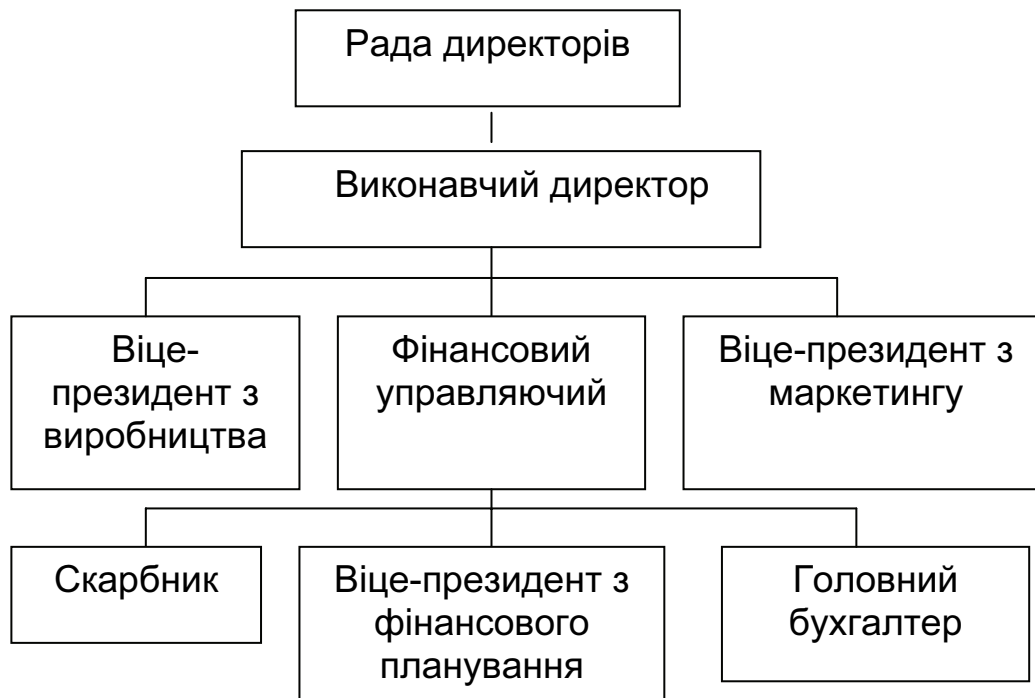 Рада директорів
Виконавчий директор
Віце-
президент з
виробництва
Фінансовий
управляючий
Віце-президент з
маркетингу
Скарбник
Віце-президент з
фінансового
планування
Головний
бухгалтер